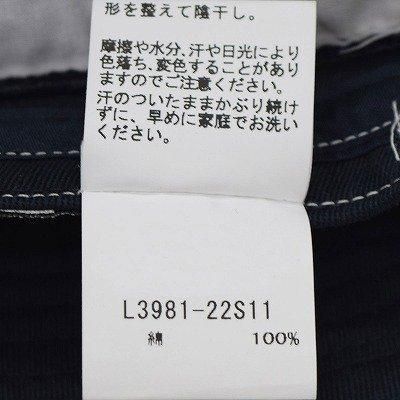 形を整えて陰干し。
摩擦や水分、汗や日光により
色落ち、変色することがあり
ますのでご注意ください。
汗のついたままかぶり続け
ずに、早めに家庭でお洗い
ください。
L3981-22S11
綿 100%